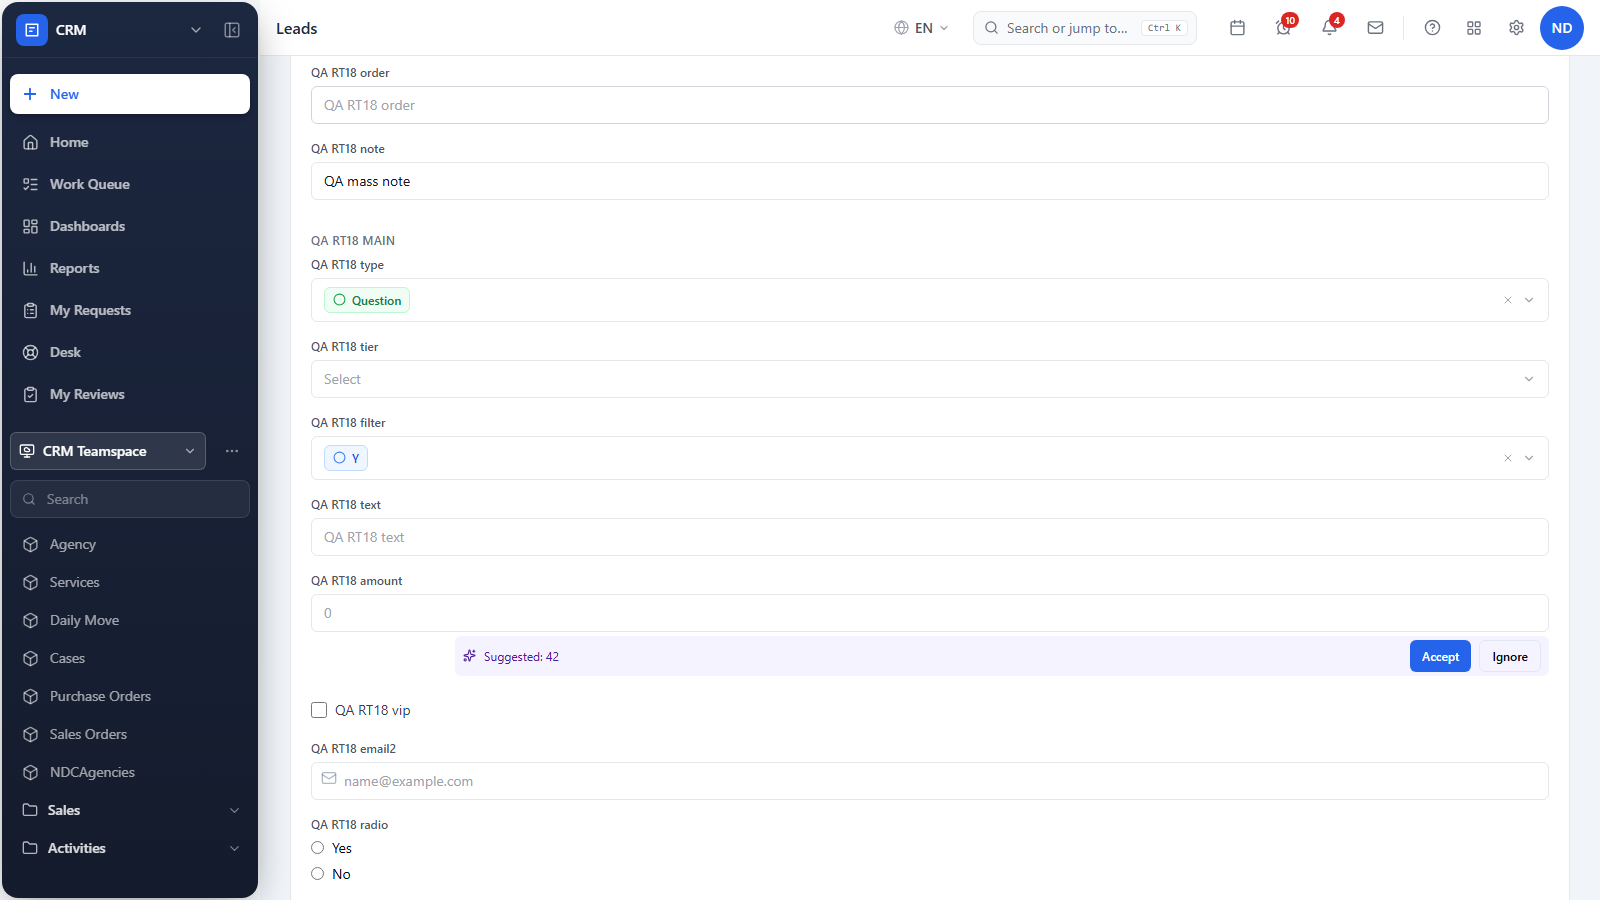 CRM
Leads
EN
Search or jump to...
Ctrl K
10
4
ND
New
Home
Work Queue
Dashboards
Reports
My Requests
Desk
My Reviews
CRM Teamspace
Search
Agency
Services
Daily Move
Cases
Purchase Orders
Sales Orders
NDCAgencies
Sales
Activities
QA RT18 order
QA RT18 order
QA RT18 note
QA mass note
QA RT18 MAIN
QA RT18 type
Question
QA RT18 tier
Select
QA RT18 filter
Y
QA RT18 text
QA RT18 text
QA RT18 amount
0
Suggested: 42
Accept
Ignore
QA RT18 vip
QA RT18 email2
name@example.com
QA RT18 radio
Yes
No